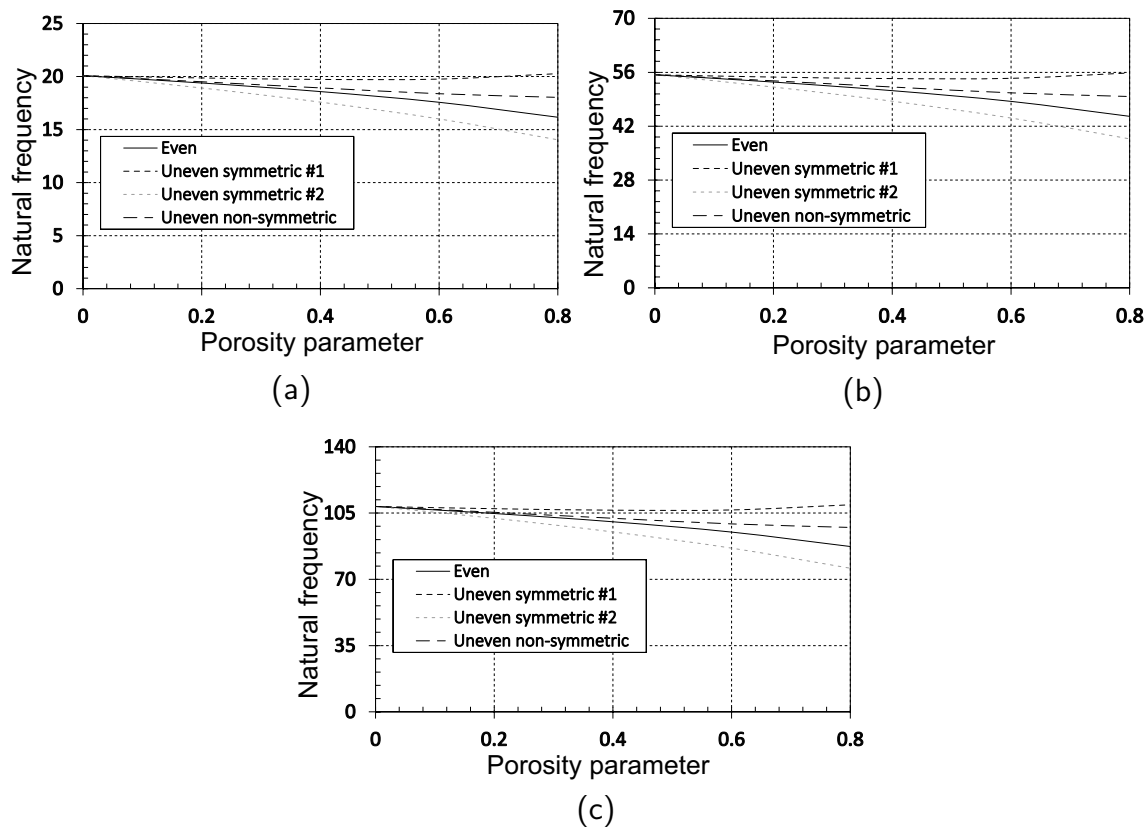 25
20
15
10
5
0
Natural frequency
Even
Uneven symmetric #1
Uneven symmetric #2
Uneven non-symmetric
0 0.2 0.4 0.6 0.8
Porosity parameter
(a)
70
56
42
28
14
0
Natural frequency
Even
Uneven symmetric #1
Uneven symmetric #2
Uneven non-symmetric
0 0.2 0.4 0.6 0.8
Porosity parameter
(b)
140
105
70
35
0
Natural frequency
Even
Uneven symmetric #1
Uneven symmetric #2
Uneven non-symmetric
0 0.2 0.4 0.6 0.8
Porosity parameter
(c)